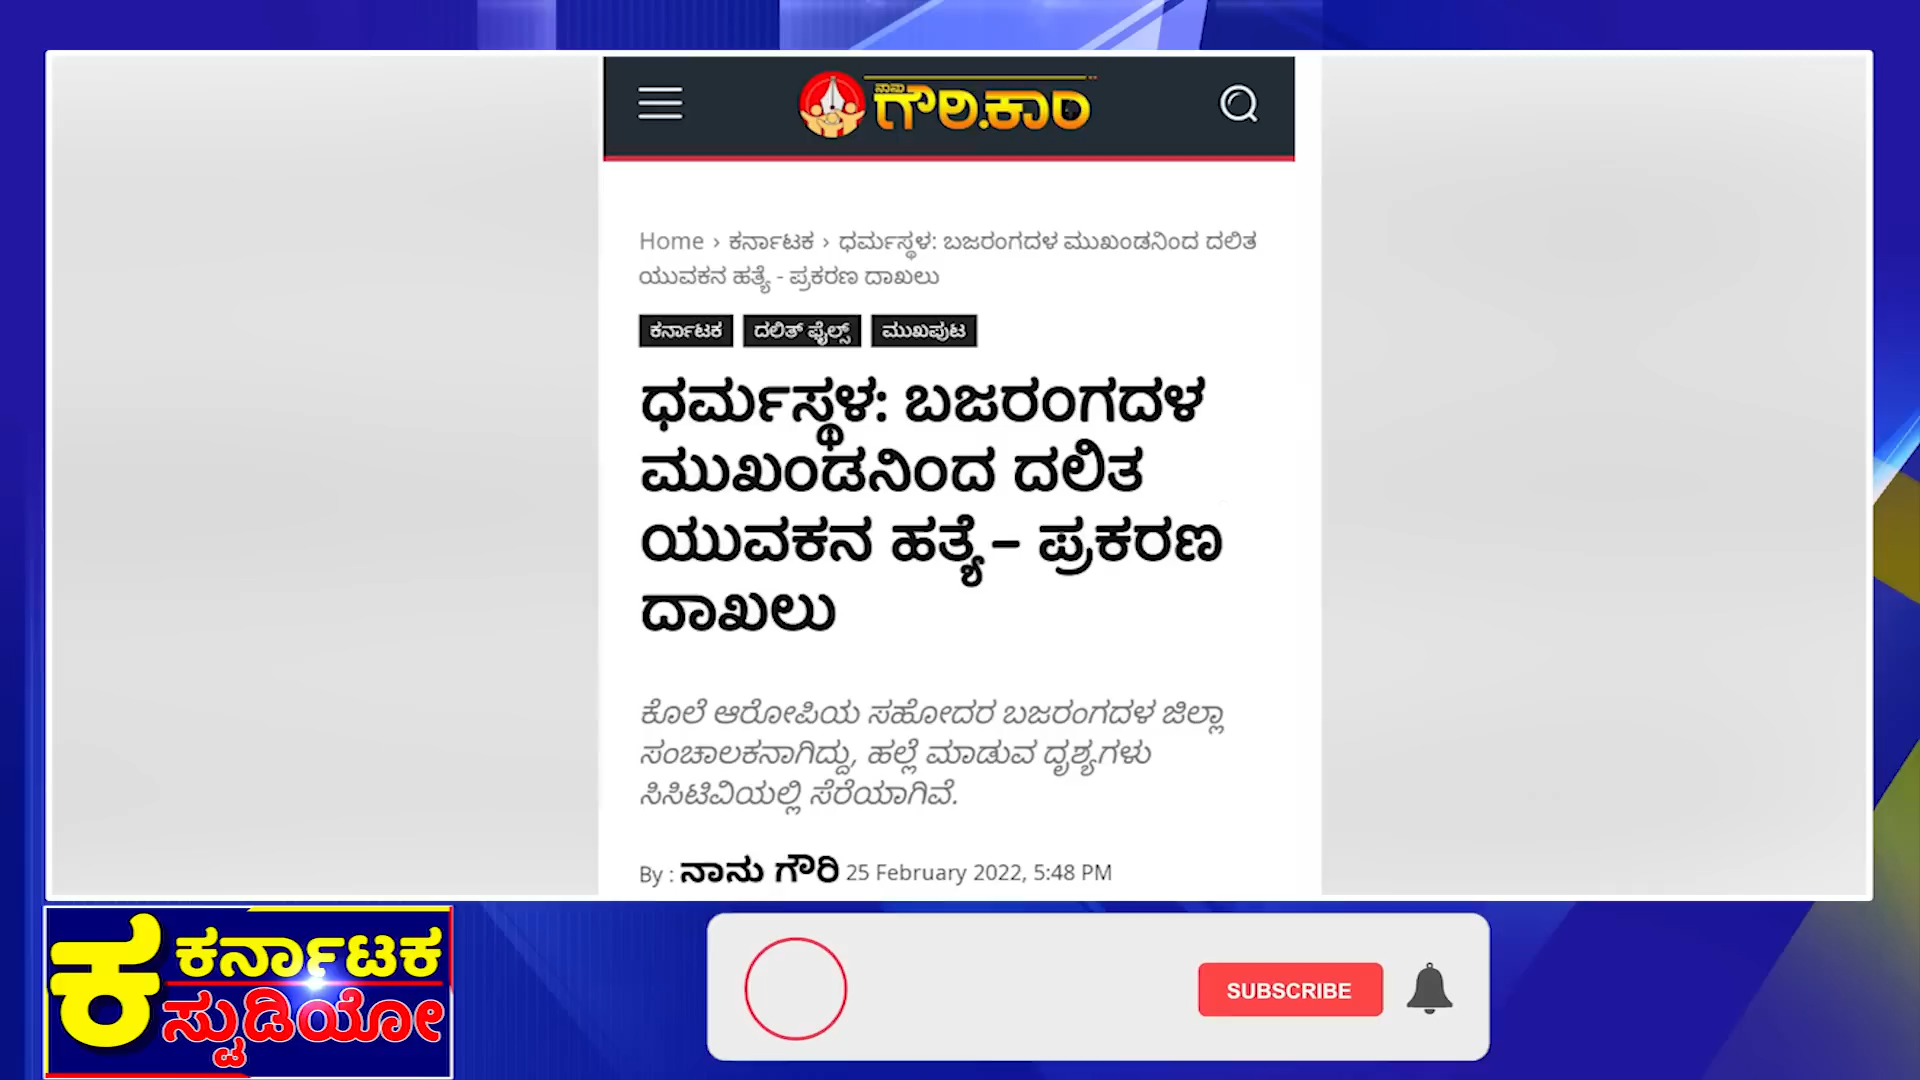 ನಾನು
ಗೌರಿ.ಕಾಂ
Home › ಕರ್ನಾಟಕ › ಧರ್ಮಸ್ಥಳ: ಬಜರಂಗದಳ ಮುಖಂಡನಿಂದ ದಲಿತ
ಯುವಕನ ಹತ್ಯೆ - ಪ್ರಕರಣ ದಾಖಲು
ಕರ್ನಾಟಕ ದಲಿತ್ ಫೈಲ್ಸ್ ಮುಖಪುಟ
ಧರ್ಮಸ್ಥಳ: ಬಜರಂಗದಳ
ಮುಖಂಡನಿಂದ ದಲಿತ
ಯುವಕನ ಹತ್ಯೆ – ಪ್ರಕರಣ
ದಾಖಲು
ಕೊಲೆ ಆರೋಪಿಯ ಸಹೋದರ ಬಜರಂಗದಳ ಜಿಲ್ಲಾ
ಸಂಚಾಲಕನಾಗಿದ್ದು, ಹಲ್ಲೆ ಮಾಡುವ ದೃಶ್ಯಗಳು
ಸಿಸಿಟಿವಿಯಲ್ಲಿ ಸೆರೆಯಾಗಿವೆ.
By : ನಾನು ಗೌರಿ 25 February 2022, 5:48 PM
ಕ ಕರ್ನಾಟಕ
ಸ್ಟುಡಿಯೋ
SUBSCRIBE